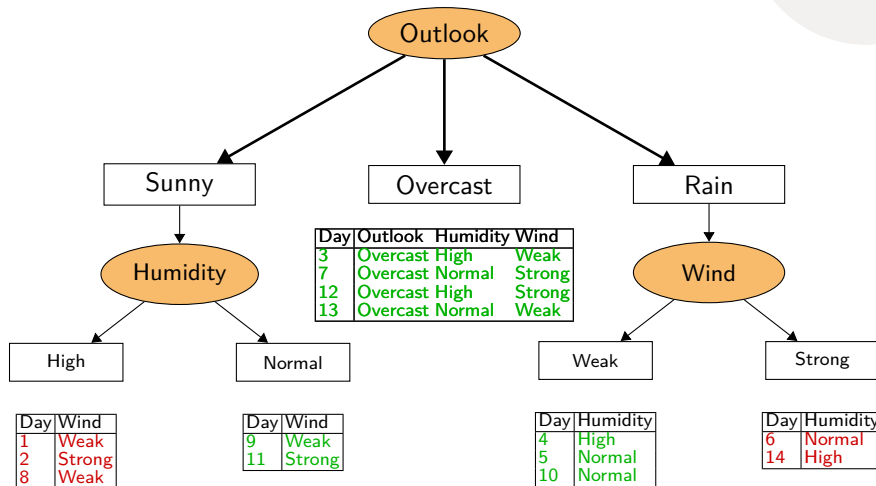 Outlook
Sunny
Overcast
Rain
Day Outlook Humidity Wind
3 Overcast High Weak
7 Overcast Normal Strong
12 Overcast High Strong
13 Overcast Normal Weak
Humidity
Wind
High
Normal
Weak
Strong
Day Wind
1 Weak
2 Strong
8 Weak
Day Wind
9 Weak
11 Strong
Day Humidity
4 High
5 Normal
10 Normal
Day Humidity
6 Normal
14 High